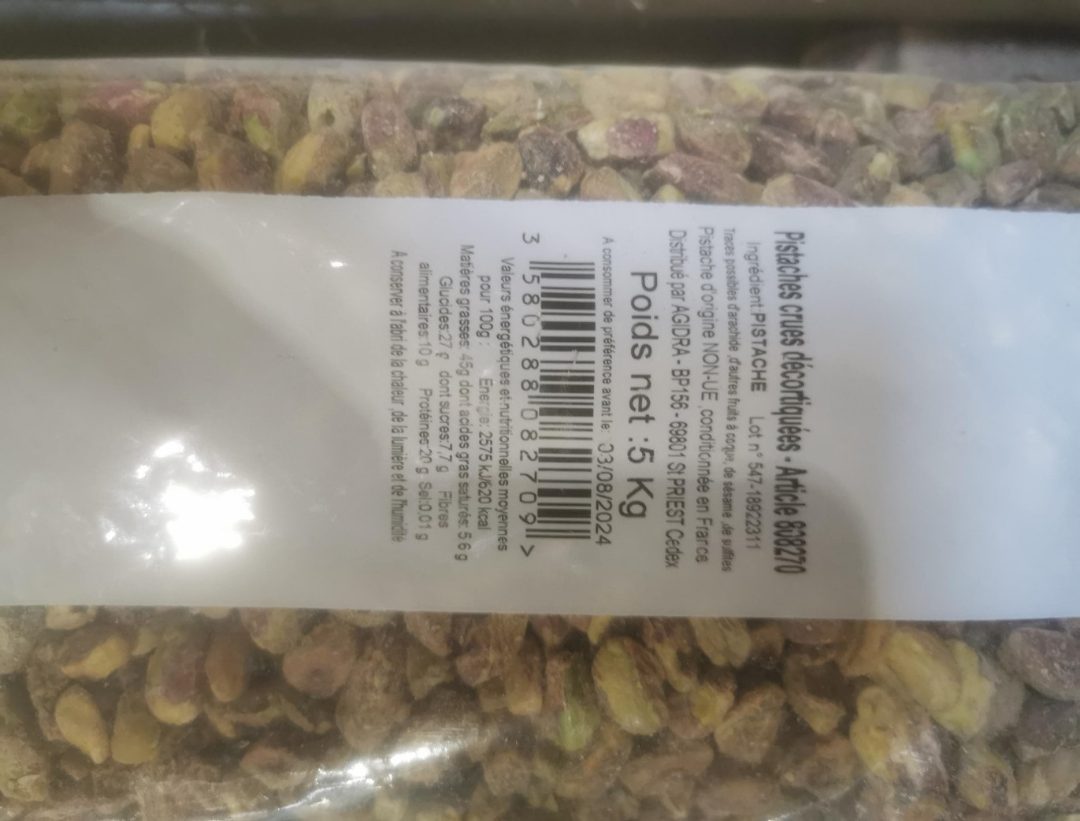 Pistaches crues décortiquées - Article 808270
Ingrédient:PISTACHE Lot n° 547-18922311
Traces possibles d'arachide ,d'autres fruits à coque, de sésame ,de sulfites
Pistache d'origine NON-UE ,conditionnée en France
Distribué par AGIDRA - BP156 - 69801 St PRIEST Cedex
Poids net :5 Kg
A consommer de préférence avant le: 03/08/2024
3 580288 082709 >
Valeurs énergétiques et nutritionnelles moyennes
pour 100g : Energie: 2575 kJ/620 kcal
Matières grasses: 45g dont acides gras saturés: 5.6 g
Glucides:27 g dont sucres:7,7 g Fibres
alimentaires:10 g Protéines:20 g Sel:0.01 g
A conserver à l'abri de la chaleur ,de la lumière et de l'humidité